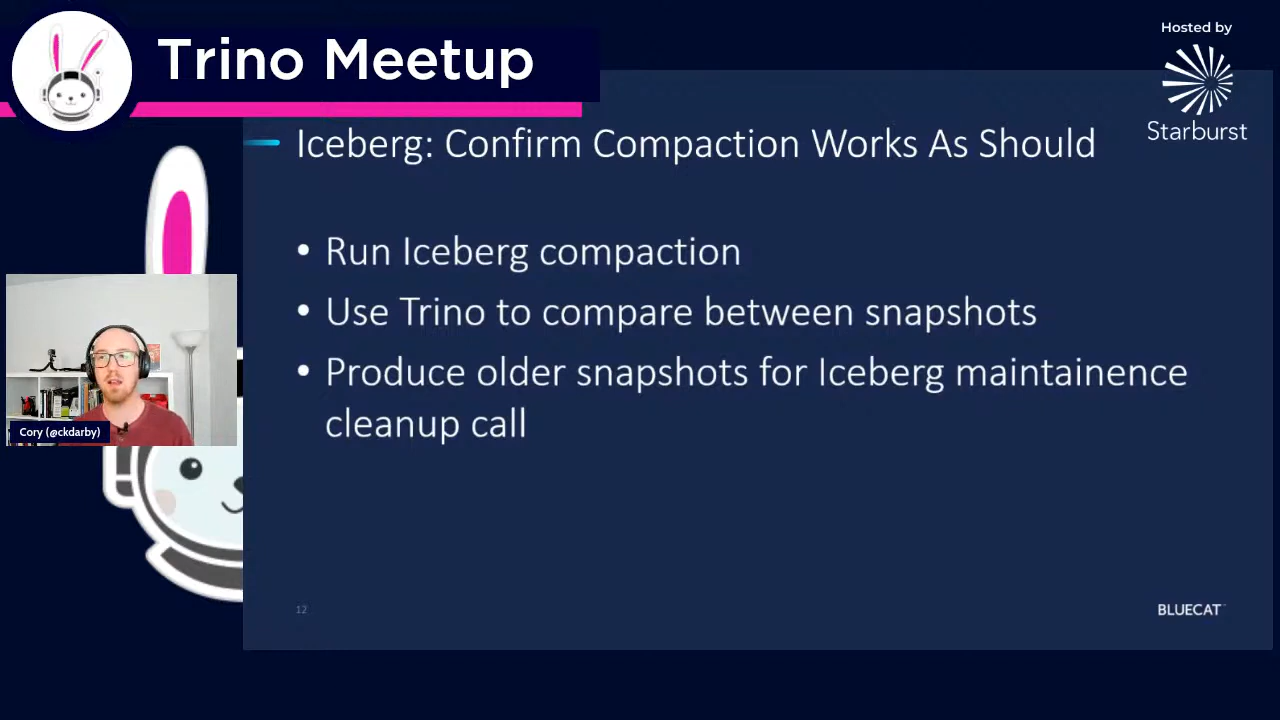 Trino Meetup
Hosted by
Starburst
Iceberg: Confirm Compaction Works As Should
• Run Iceberg compaction
• Use Trino to compare between snapshots
• Produce older snapshots for Iceberg maintainence
cleanup call
Cory (@ckdarby)
12
BLUECAT